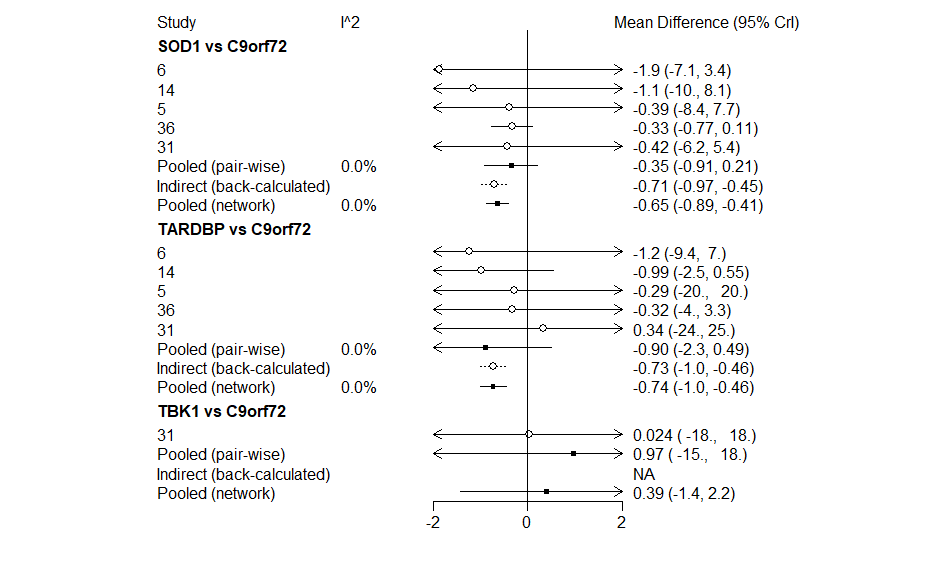 Study I^2 Mean Difference (95% CrI)
SOD1 vs C9orf72
6 -1.9 (-7.1, 3.4)
14 -1.1 (-10., 8.1)
5 -0.39 (-8.4, 7.7)
36 -0.33 (-0.77, 0.11)
31 -0.42 (-6.2, 5.4)
Pooled (pair-wise) 0.0% -0.35 (-0.91, 0.21)
Indirect (back-calculated) -0.71 (-0.97, -0.45)
Pooled (network) 0.0% -0.65 (-0.89, -0.41)
TARDBP vs C9orf72
6 -1.2 (-9.4, 7.)
14 -0.99 (-2.5, 0.55)
5 -0.29 (-20., 20.)
36 -0.32 (-4., 3.3)
31 0.34 (-24., 25.)
Pooled (pair-wise) 0.0% -0.90 (-2.3, 0.49)
Indirect (back-calculated) -0.73 (-1.0, -0.46)
Pooled (network) 0.0% -0.74 (-1.0, -0.46)
TBK1 vs C9orf72
31 0.024 ( -18., 18.)
Pooled (pair-wise) 0.97 ( -15., 18.)
Indirect (back-calculated) NA
Pooled (network) 0.39 (-1.4, 2.2)
-2 0 2